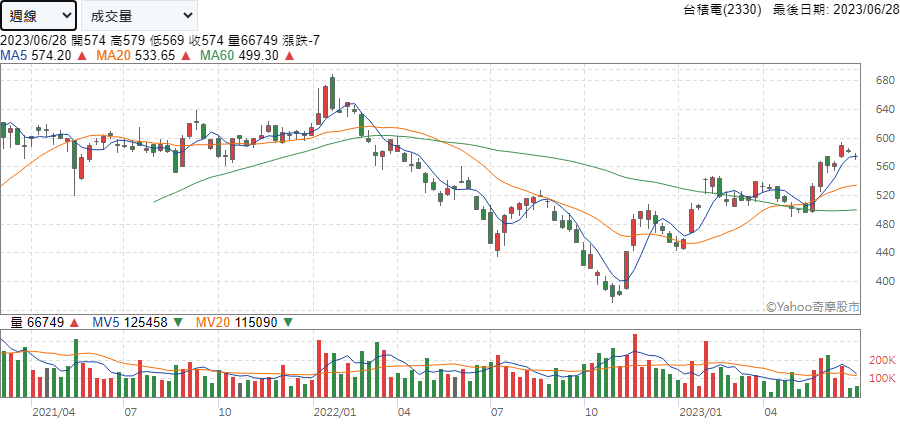 週線 成交量 台積電(2330) 最後日期: 2023/06/28
2023/06/28 開574 高579 低569 收574 量66749 漲跌-7
MA5 574.20 ▲ MA20 533.65 ▲ MA60 499.30 ▲
680
640
600
560
520
480
440
400
©Yahoo奇摩股市
量 66749 ▲ MV5 125458 ▼ MV20 115090 ▼
200K
100K
2021/04 07 10 2022/01 04 07 10 2023/01 04